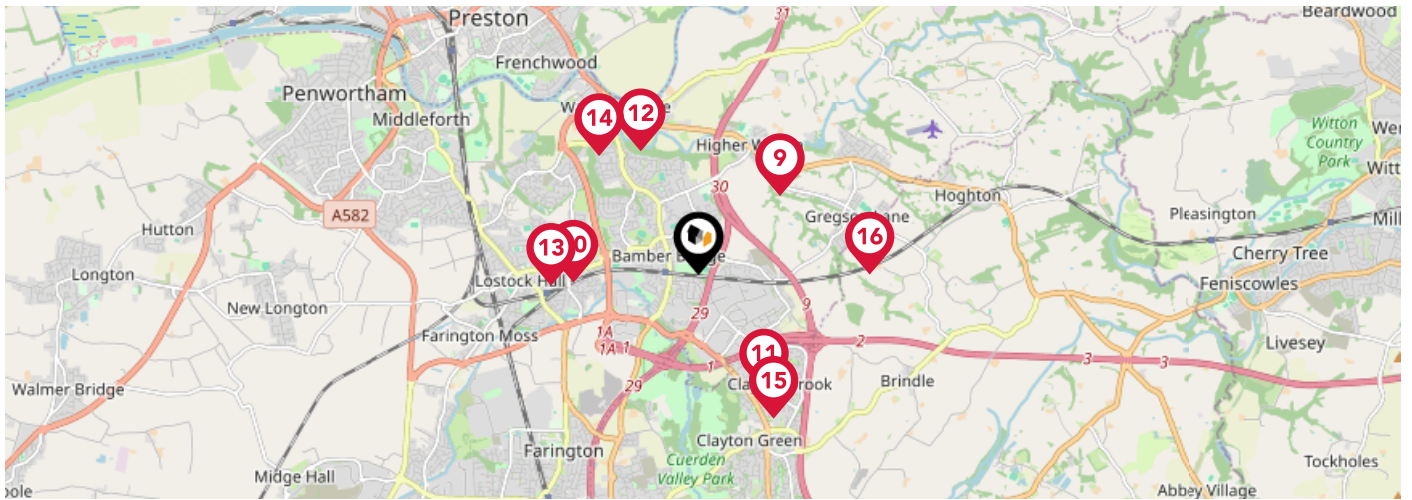 Preston
31
Beardwood
Frenchwood
Penwortham
Middleforth
14
12
Higher
9
30
Witton
Country
Park
Hoghton
A582
Hutton
Pleasington
16
13
0
Bamber
Cherry Tree
Longton
Lostock Hall
Feniscowles
New Longton
9
29
Farington Moss
1A
1A
1
11
2
Livesey
3
3
1
29
15
Brindle
Walmer Bridge
Clayton Green
Farington
Cuerden
Valley Park
Midge Hall
Tockholes
Abbey Village